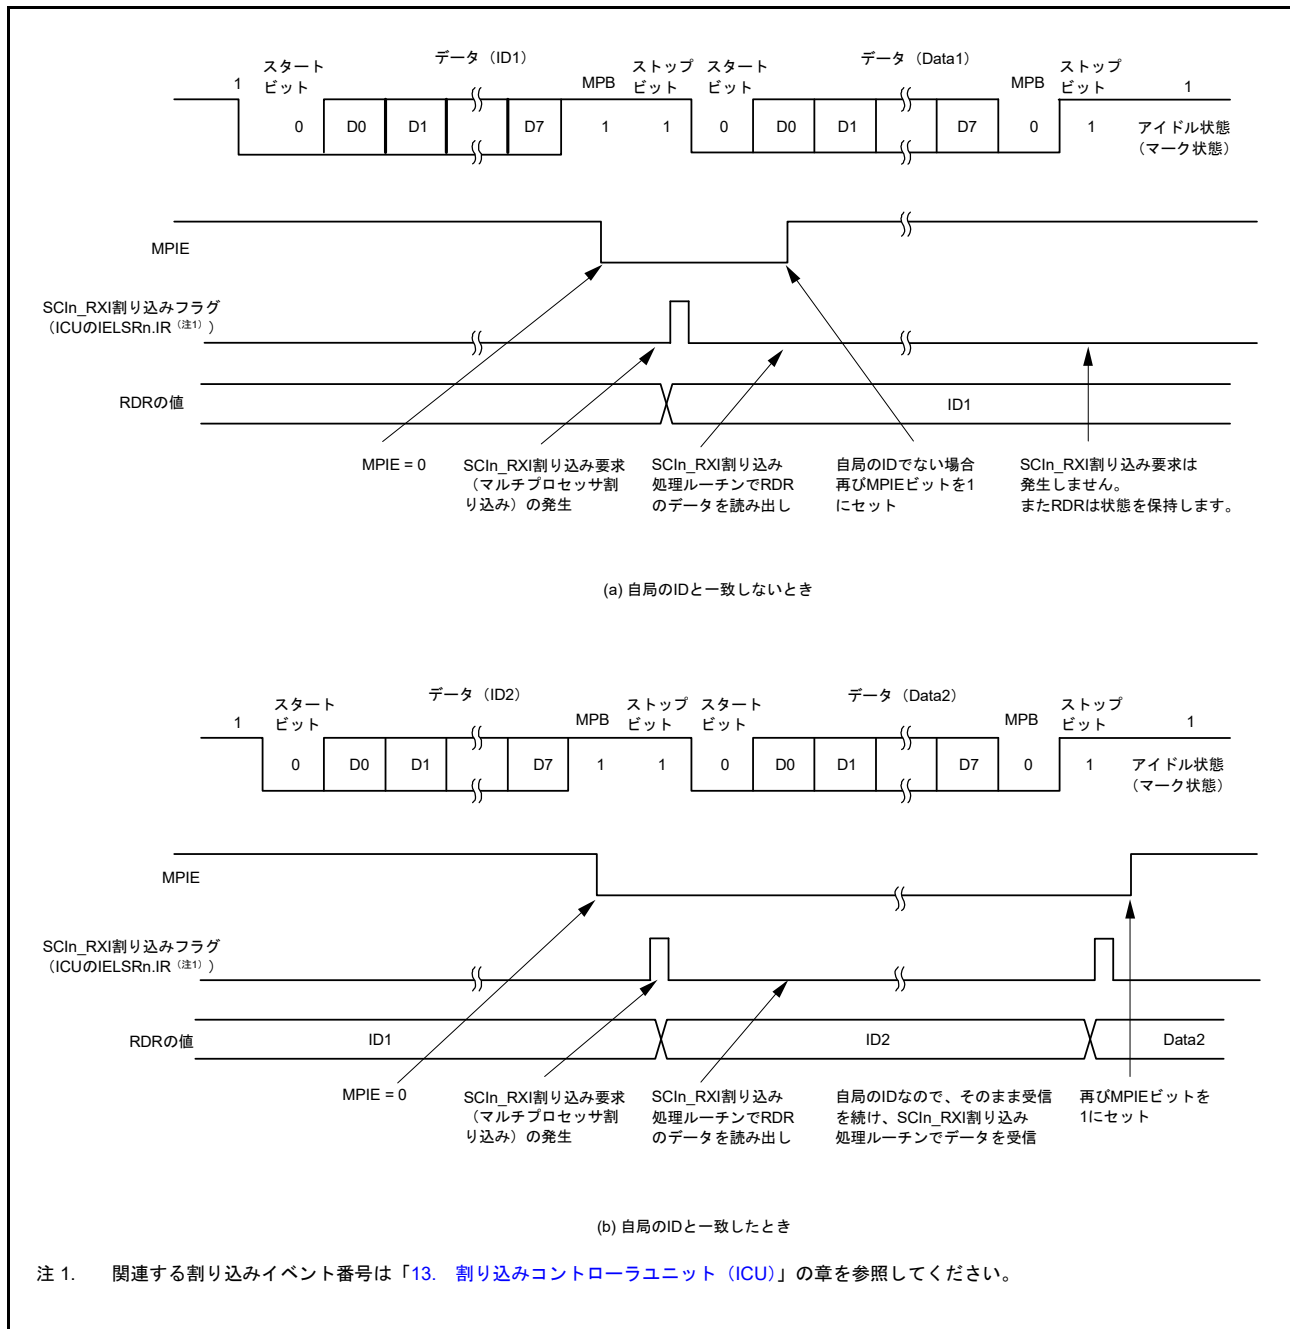 データ（ID1）
データ（Data1）
1
スタート
ビット
MPB
ストップ
ビット
スタート
ビット
MPB
ストップ
ビット
1
0
D0
D1
D7
1
1
0
D0
D1
D7
0
1
アイドル状態
（マーク状態）
MPIE
SCIn_RXI割り込みフラグ
（ICUのIELSRn.IR（注1））
RDRの値
ID1
MPIE = 0
SCIn_RXI割り込み要求
（マルチプロセッサ割
り込み）の発生
SCIn_RXI割り込み
処理ルーチンでRDR
のデータを読み出し
自局のIDでない場合
再びMPIEビットを1
にセット
SCIn_RXI割り込み要求は
発生しません。
またRDRは状態を保持します。
(a) 自局のIDと一致しないとき
データ（ID2）
データ（Data2）
1
スタート
ビット
MPB
ストップ
ビット
スタート
ビット
MPB
ストップ
ビット
1
0
D0
D1
D7
1
1
0
D0
D1
D7
0
1
アイドル状態
（マーク状態）
MPIE
SCIn_RXI割り込みフラグ
（ICUのIELSRn.IR（注1））
RDRの値
ID1
ID2
Data2
MPIE = 0
SCIn_RXI割り込み要求
（マルチプロセッサ割
り込み）の発生
SCIn_RXI割り込み
処理ルーチンでRDR
のデータを読み出し
自局のIDなので、そのまま受信
を続け、SCIn_RXI割り込み
処理ルーチンでデータを受信
再びMPIEビットを
1にセット
(b) 自局のIDと一致したとき
注 1. 関連する割り込みイベント番号は「13. 割り込みコントローラユニット（ICU）」の章を参照してください。